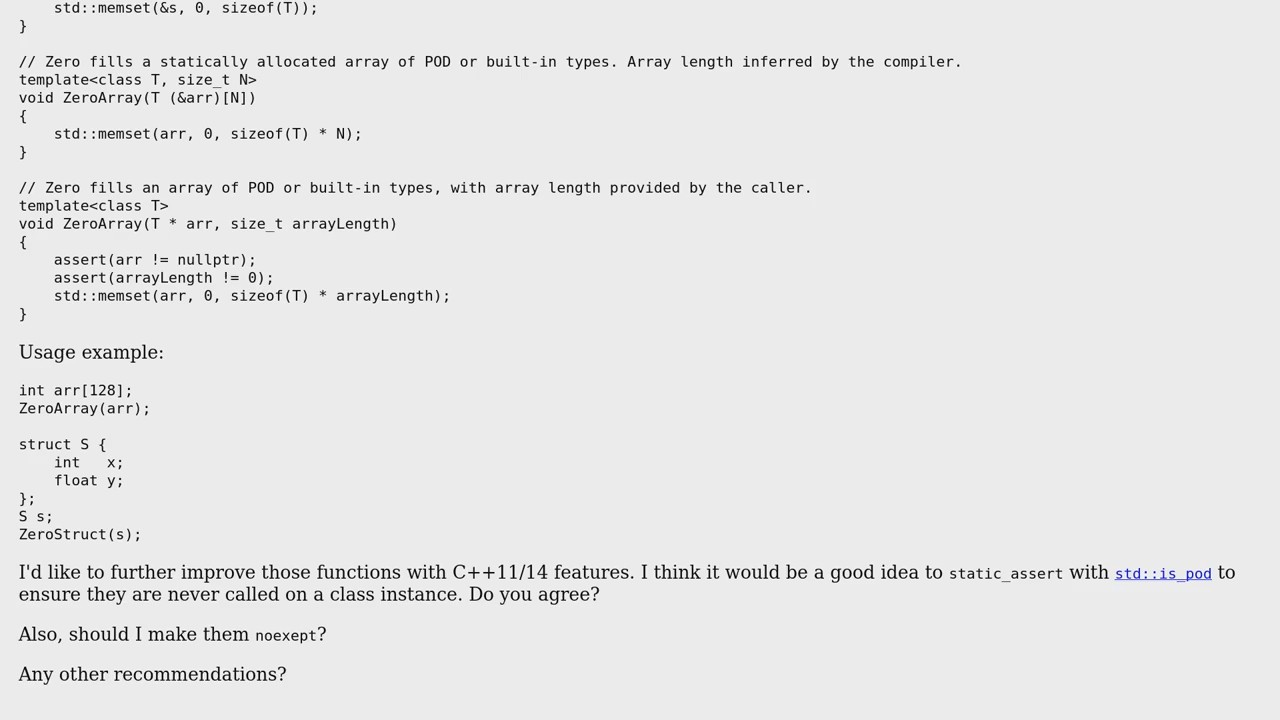 std::memset(&s, 0, sizeof(T));
}

// Zero fills a statically allocated array of POD or built-in types. Array length inferred by the compiler.
template<class T, size_t N>
void ZeroArray(T (&arr)[N])
{
    std::memset(arr, 0, sizeof(T) * N);
}

// Zero fills an array of POD or built-in types, with array length provided by the caller.
template<class T>
void ZeroArray(T * arr, size_t arrayLength)
{
    assert(arr != nullptr);
    assert(arrayLength != 0);
    std::memset(arr, 0, sizeof(T) * arrayLength);
}

Usage example:

int arr[128];
ZeroArray(arr);

struct S {
    int   x;
    float y;
};
S s;
ZeroStruct(s);

I'd like to further improve those functions with C++11/14 features. I think it would be a good idea to static_assert with std::is_pod to
ensure they are never called on a class instance. Do you agree?

Also, should I make them noexept?

Any other recommendations?